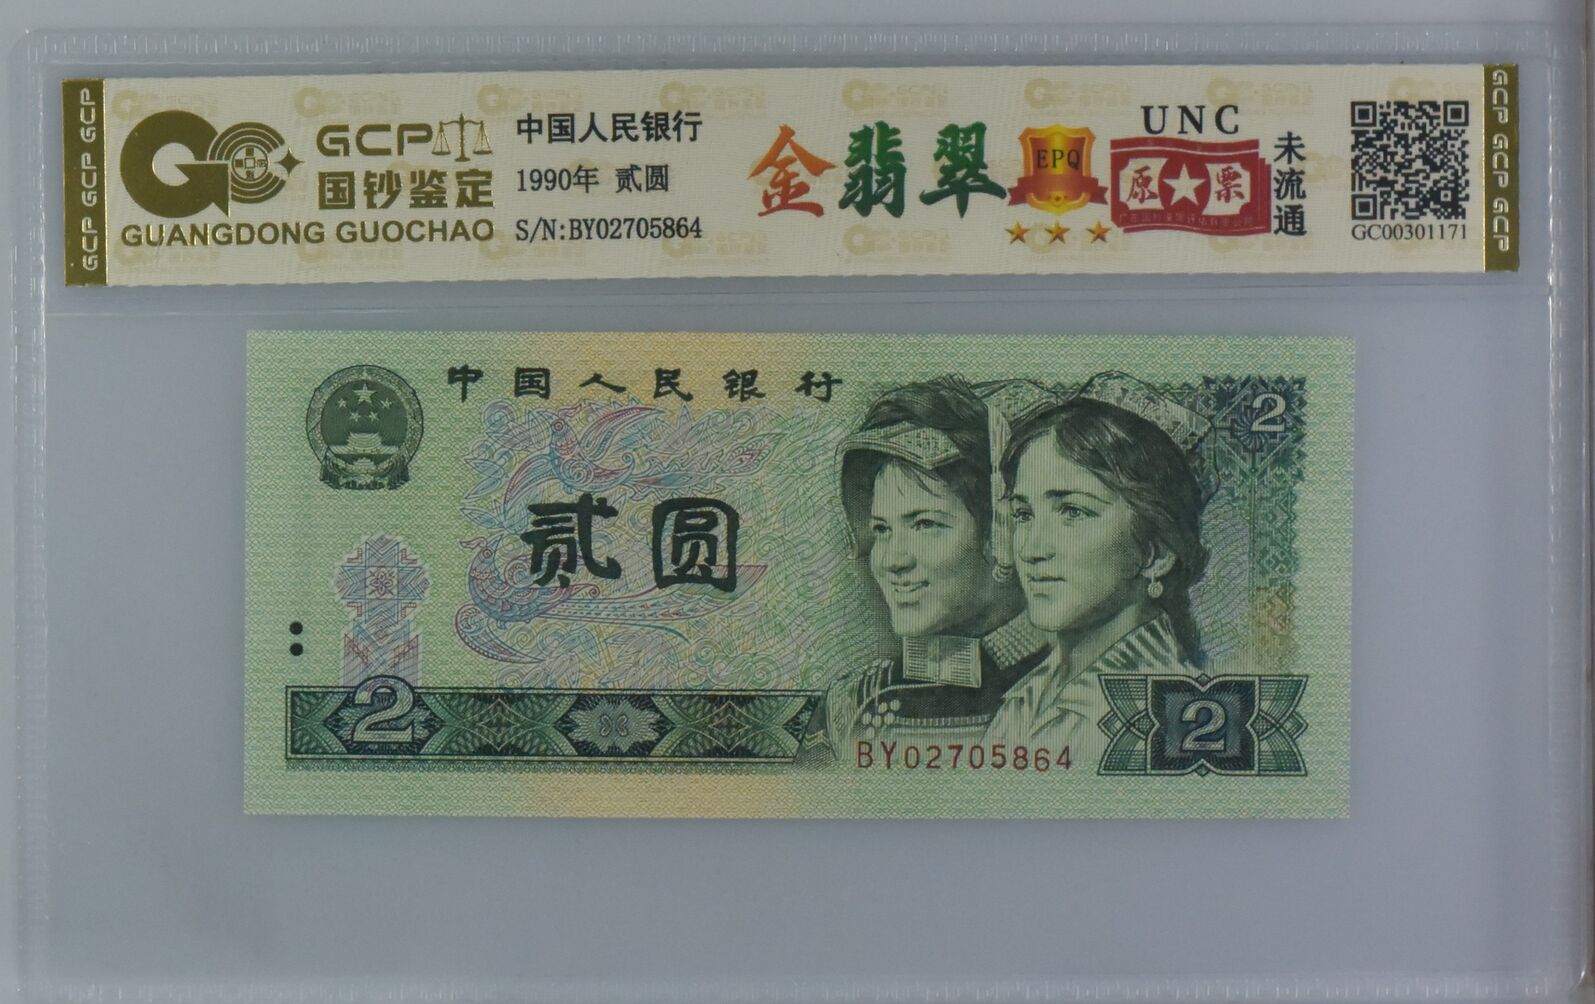 GCP GCP GCP
GCP
国钞鉴定
GUANGDONG GUOCHAO
中国人民银行
1990年 贰圆
S/N:BY02705864
金翡翠
EPQ
UNC
原票
未流通
GC00301171
GCP GCP GCP
中国人民银行
2
贰圆
2
BY02705864
2